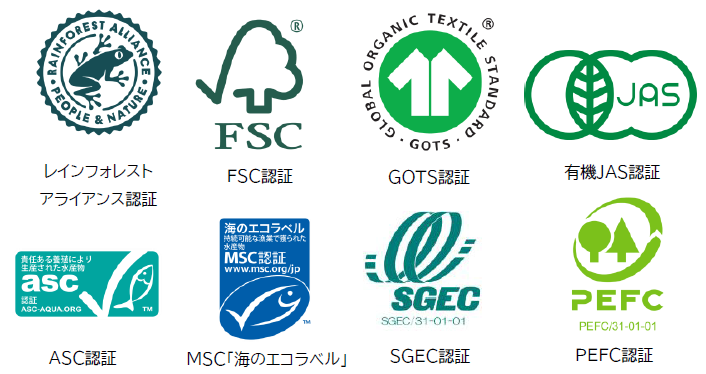 RAINFOREST ALLIANCE
PEOPLE & NATURE
®
FSC
GLOBAL ORGANIC TEXTILE STANDARD
GOTS
®
JAS
レインフォレスト
アライアンス認証
FSC認証
GOTS認証
有機JAS認証
責任ある養殖により
生産された水産物
asc
認証
ASC-AQUA.ORG
TM
海のエコラベル
持続可能な漁業で獲られた
水産物
MSC認証
www.msc.org/jp
TM
SGEC
SGEC/31-01-01
PEFC
PEFC/31-01-01
ASC認証
MSC「海のエコラベル」
SGEC認証
PEFC認証